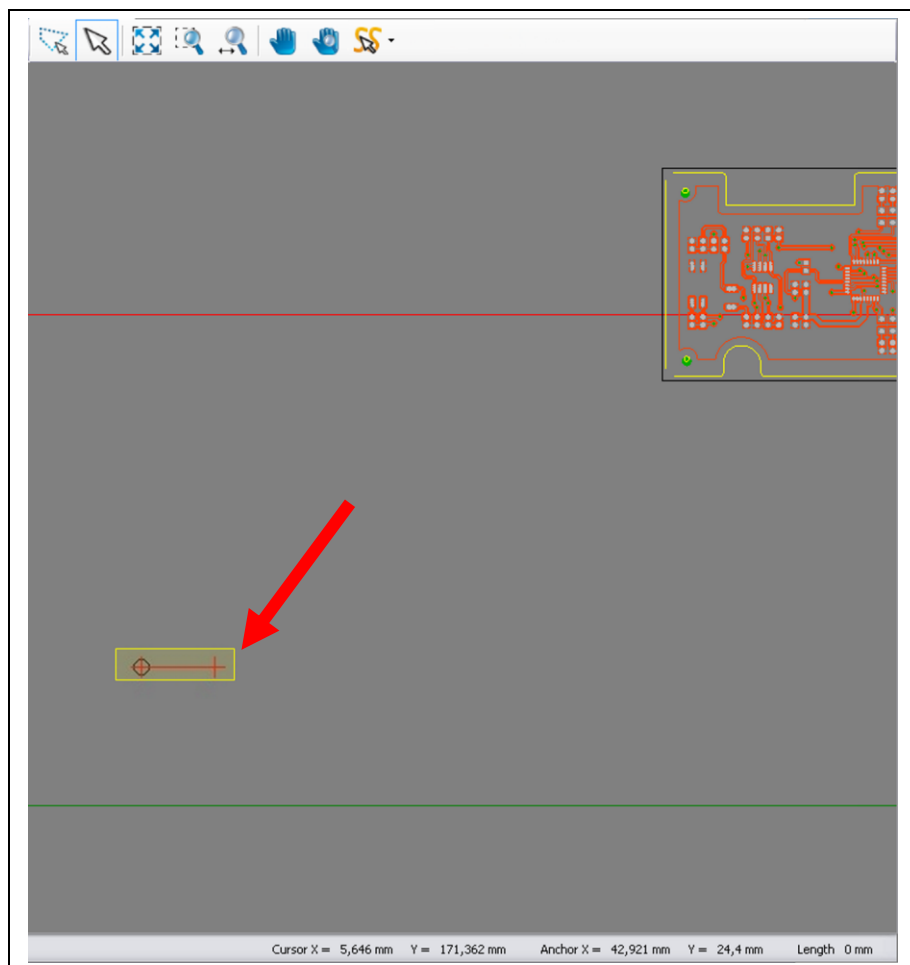 Cursor X = 5,646 mm Y = 171,362 mm Anchor X = 42,921 mm Y = 24,4 mm Length 0 mm